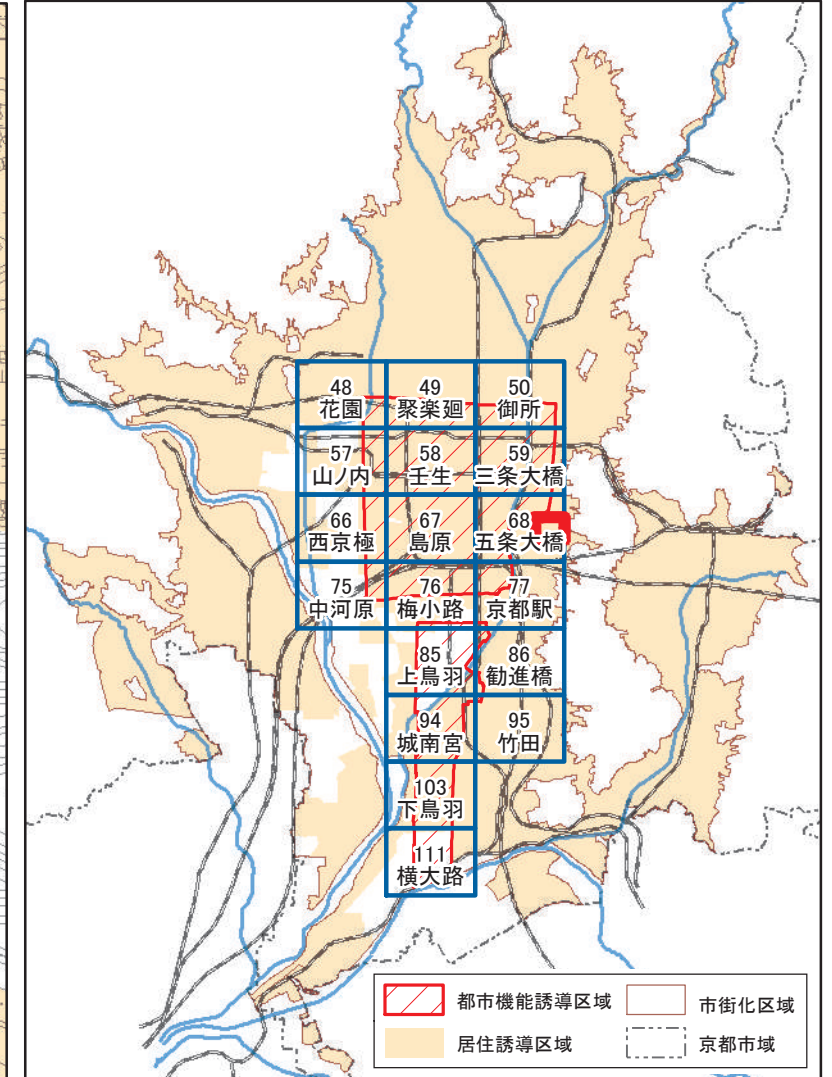 48
花園
49
聚楽廻
50
御所
57
山ノ内
58
壬生
59
三条大橋
66
西京極
67
島原
68
五条大橋
75
中河原
76
梅小路
77
京都駅
85
上鳥羽
86
勧進橋
94
城南宮
95
竹田
103
下鳥羽
111
横大路
都市機能誘導区域
市街化区域
居住誘導区域
京都市域